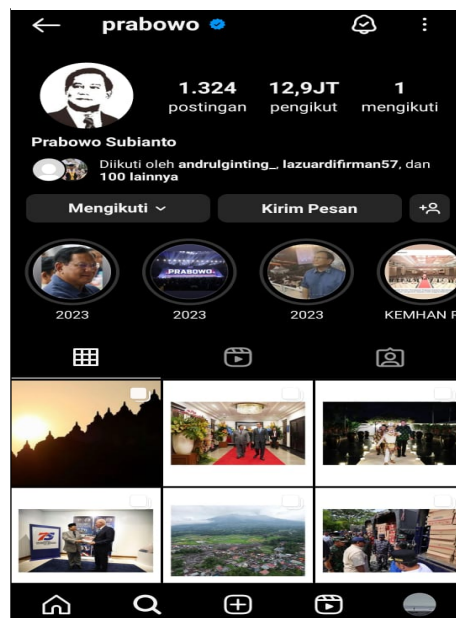 prabowo
1.324 12,9JT 1
postingan pengikut mengikuti
Prabowo Subianto
Diikuti oleh andrulginting_, lazuardifirman57, dan
100 lainnya
Mengikuti Kirim Pesan
PRABOWO
2023 2023 2023 KEMHAN R
75